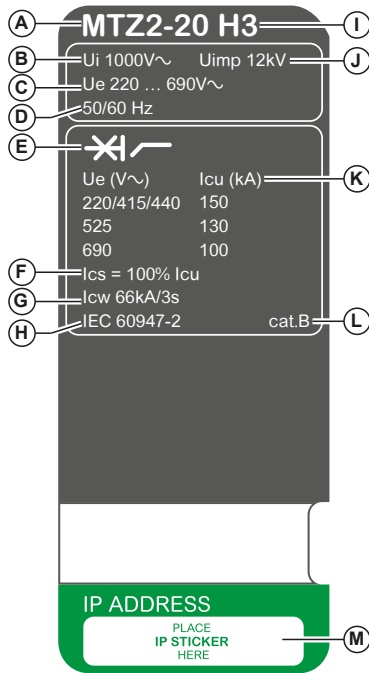 A MTZ2-20 H3 I
B Ui 1000V∼ Uimp 12kV J
C Ue 220 ... 690V∼
D 50/60 Hz
E
Ue (V∼) Icu (kA) K
220/415/440 150
525 130
690 100
F Ics = 100% Icu
G Icw 66kA/3s
H IEC 60947-2 cat.B L
IP ADDRESS
PLACE
IP STICKER M
HERE